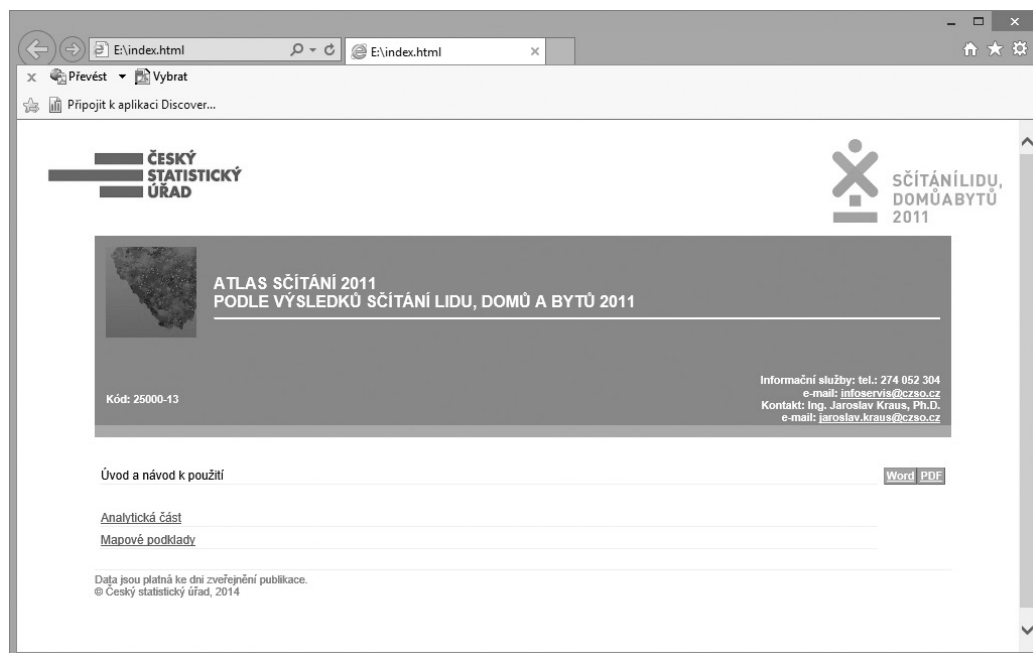 E:\index.html
E:\index.html
Převést Vybrat
Připojit k aplikaci Discover...
ČESKÝ
STATISTICKÝ
ÚŘAD
SČÍTÁNÍLIDU,
DOMŮABYTŮ
2011
ATLAS SČÍTÁNÍ 2011
PODLE VÝSLEDKŮ SČÍTÁNÍ LIDU, DOMŮ A BYTŮ 2011
Kód: 25000-13
Informační služby: tel.: 274 052 304
e-mail: infoservis@czso.cz
Kontakt: Ing. Jaroslav Kraus, Ph.D.
e-mail: jaroslav.kraus@czso.cz
Úvod a návod k použití
Word PDF
Analytická část
Mapové podklady
Data jsou platná ke dni zveřejnění publikace.
© Český statistický úřad, 2014